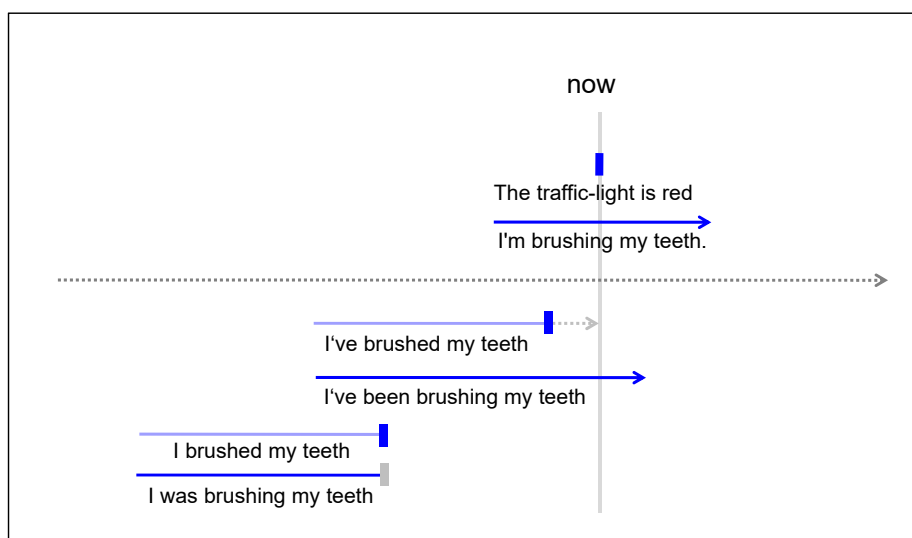 now
The traffic-light is red
I'm brushing my teeth.
I‘ve brushed my teeth
I‘ve been brushing my teeth
I brushed my teeth
I was brushing my teeth